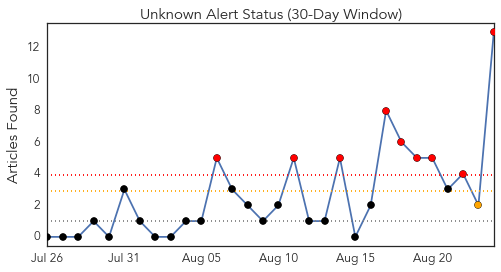 Unknown Alert Status (30-Day Window)
Articles Found
12
10
8
6
4
2
0
Jul 26 Jul 31 Aug 05 Aug 10 Aug 15 Aug 20